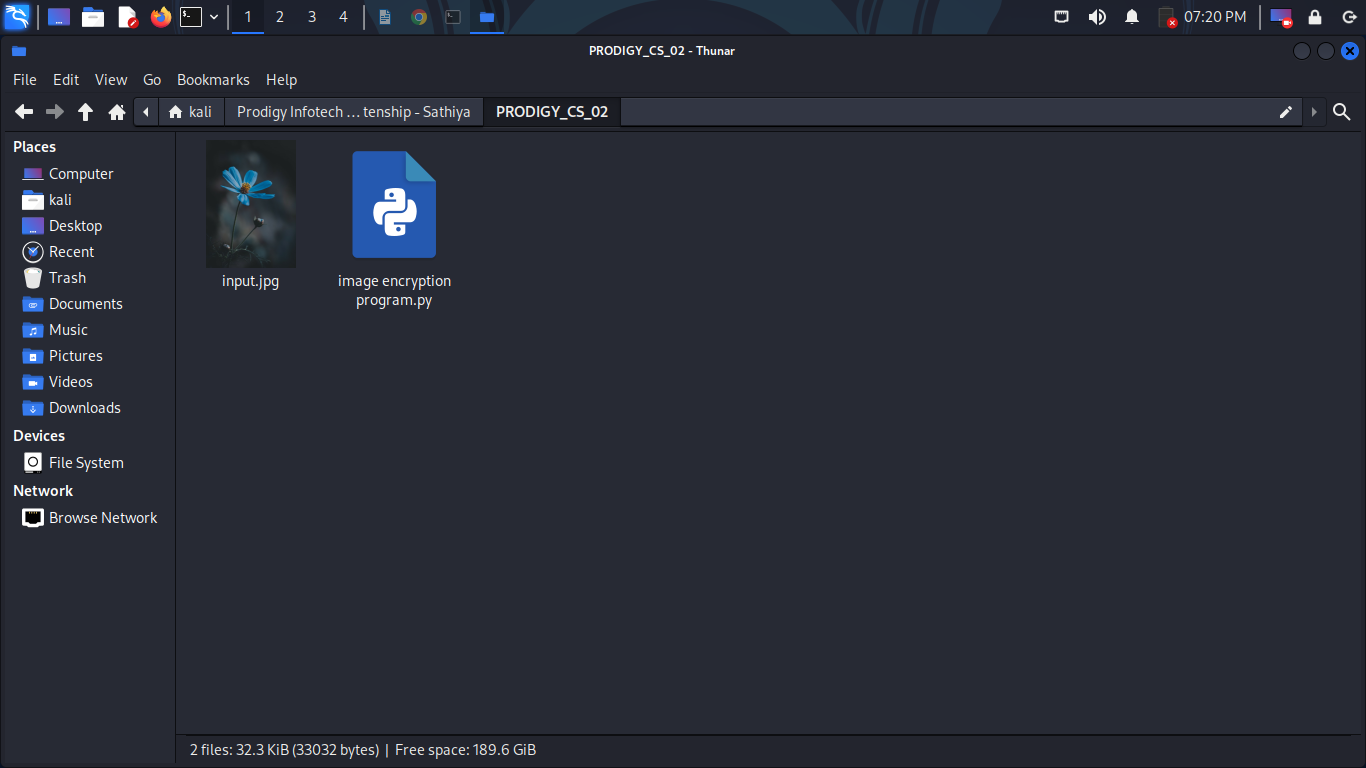 1 2 3 4 07:20 PM
PRODIGY_CS_02 - Thunar
File Edit View Go Bookmarks Help
kali Prodigy Infotech ... tenship - Sathiya PRODIGY_CS_02
Places
Computer
kali
Desktop
Recent
Trash
Documents
Music
Pictures
Videos
Downloads
Devices
File System
Network
Browse Network
input.jpg
image encryption
program.py
2 files: 32.3 KiB (33032 bytes) | Free space: 189.6 GiB